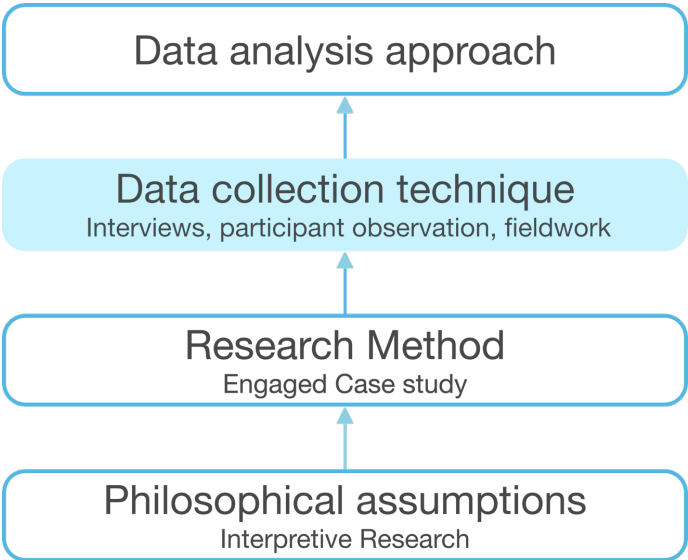 Data analysis approach
Data collection technique
Interviews, participant observation, fieldwork
Research Method
Engaged Case study
Philosophical assumptions
Interpretive Research